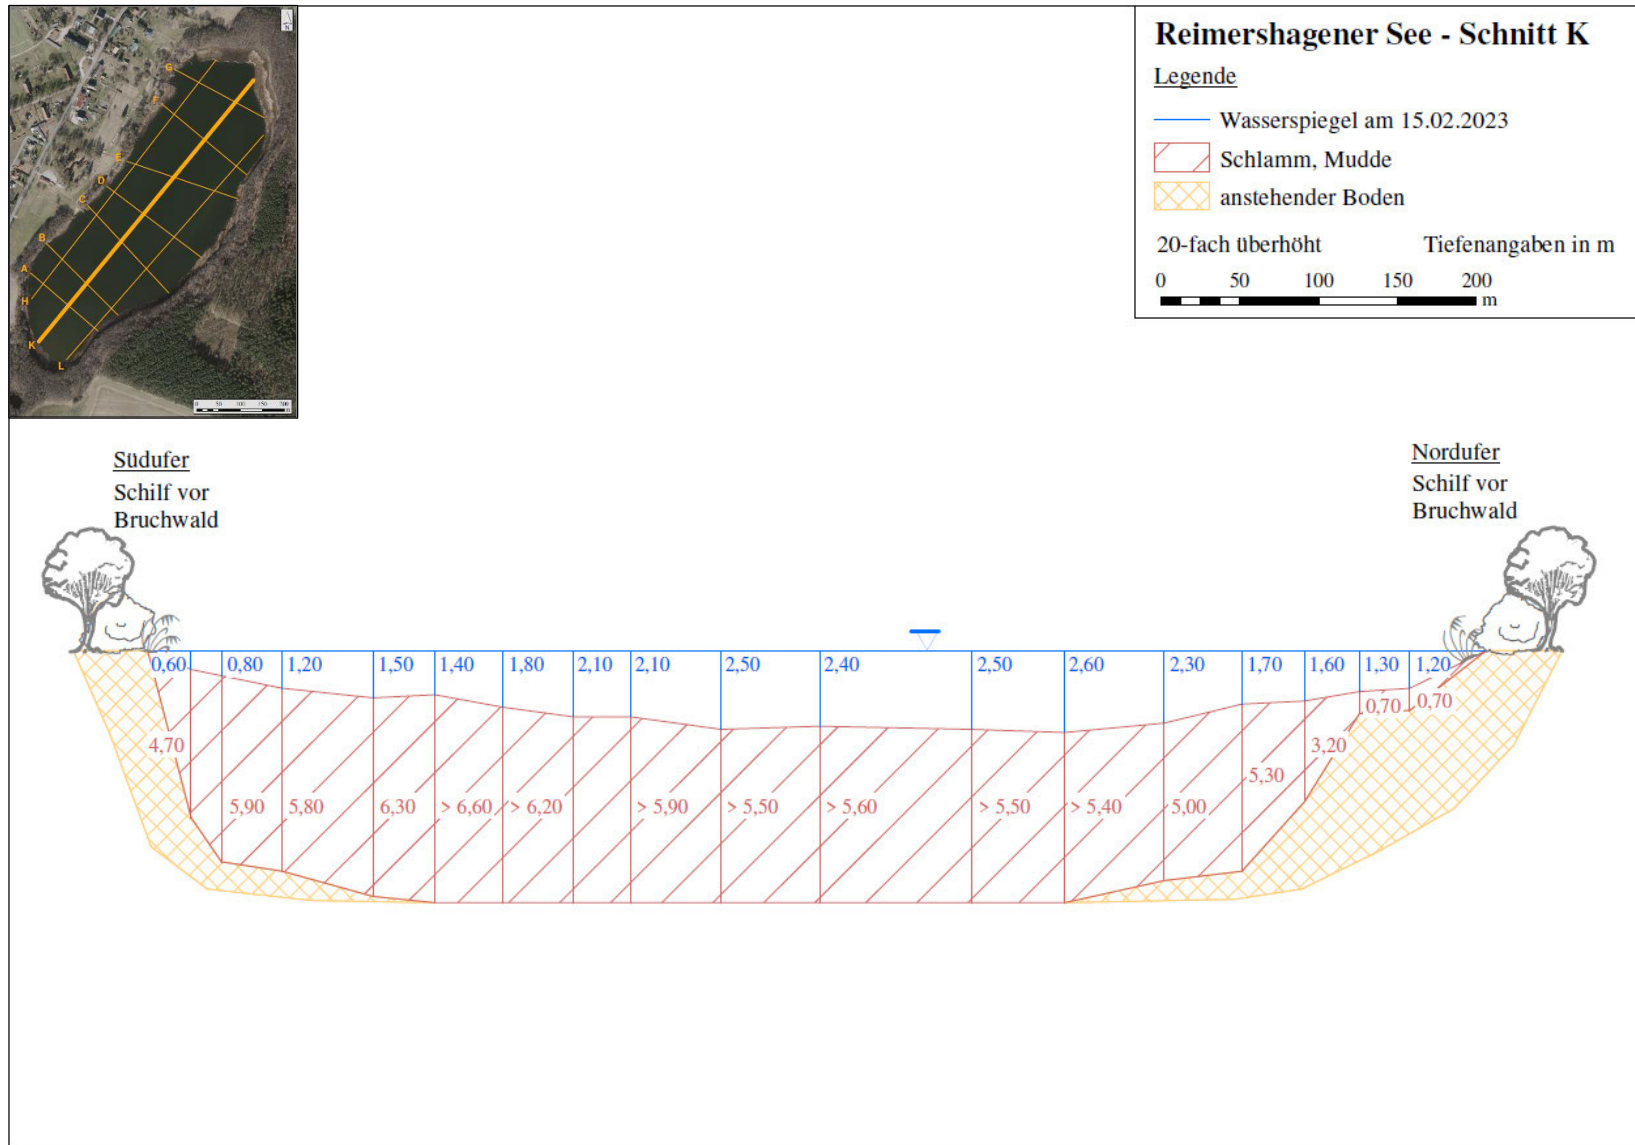 Reimershagener See - Schnitt K
Legende
Wasserspiegel am 15.02.2023
Schlamm, Mudde
anstehender Boden
20-fach überhöht Tiefenangaben in m
0 50 100 150 200
m
G
F
E
D
C
B
A
H
K
L
N
0 50 100 150 200
Südufer
Schilf vor
Bruchwald
Nordufer
Schilf vor
Bruchwald
0,60 0,80 1,20 1,50 1,40 1,80 2,10 2,10 2,50 2,40 2,50 2,60 2,30 1,70 1,60 1,30 1,20
0,70 0,70
4,70 3,20
5,30
5,90 5,80 6,30 > 6,60 > 6,20 > 5,90 > 5,50 > 5,60 > 5,50 > 5,40 5,00